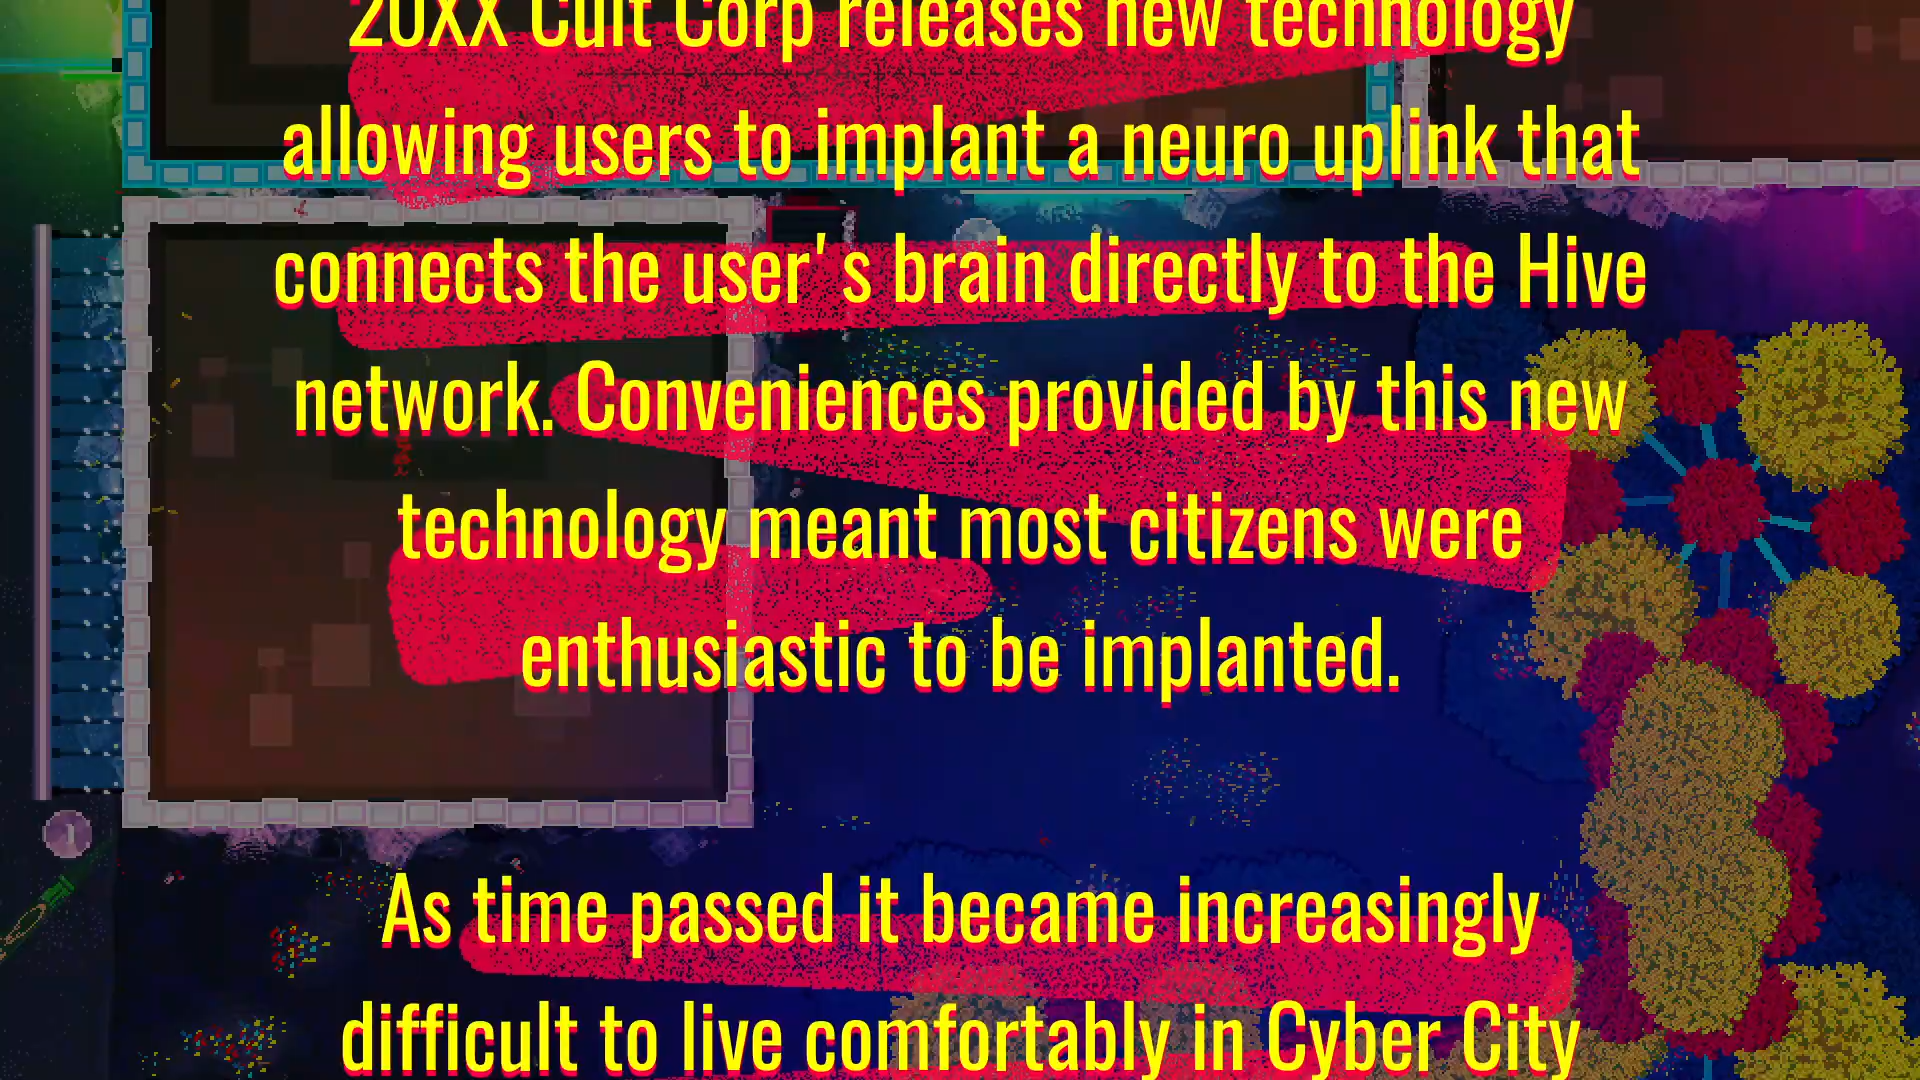 20XX Cult Corp releases new technology
allowing users to implant a neuro uplink that
connects the user's brain directly to the Hive
network. Conveniences provided by this new
technology meant most citizens were
enthusiastic to be implanted.
As time passed it became increasingly
difficult to live comfortably in Cyber City